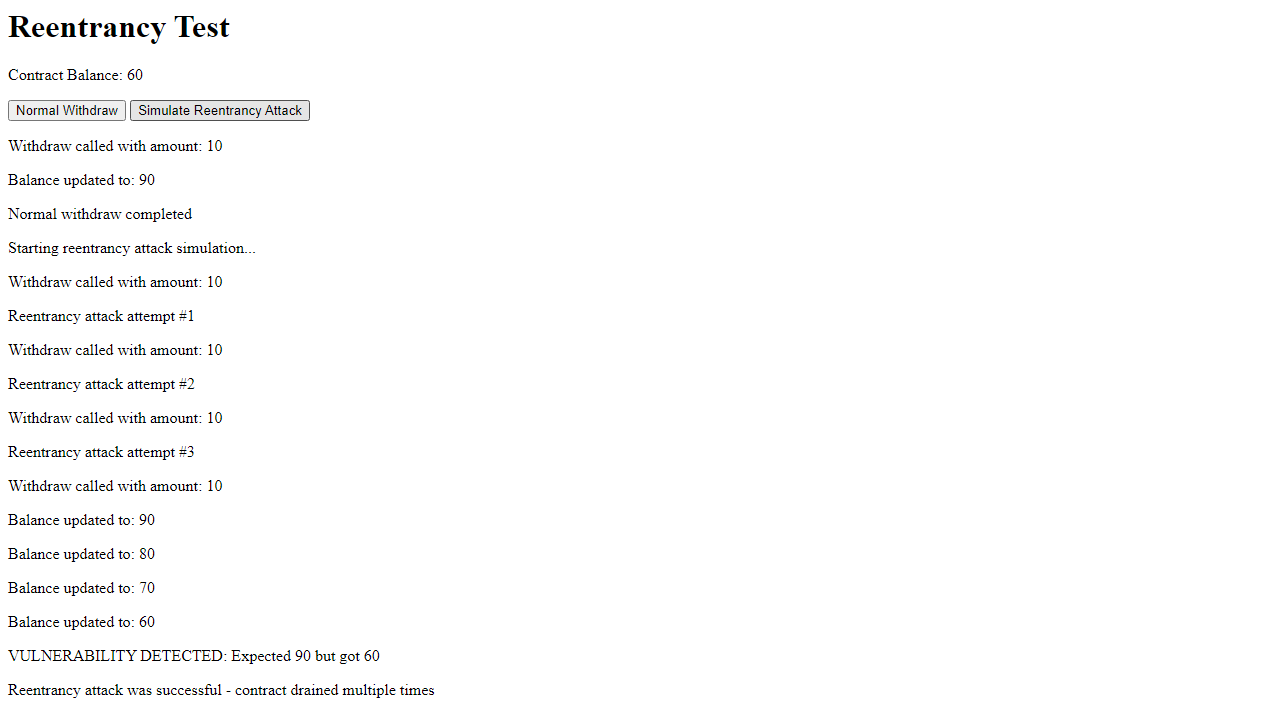 Reentrancy Test
Contract Balance: 60
Normal Withdraw Simulate Reentrancy Attack
Withdraw called with amount: 10
Balance updated to: 90
Normal withdraw completed
Starting reentrancy attack simulation...
Withdraw called with amount: 10
Reentrancy attack attempt #1
Withdraw called with amount: 10
Reentrancy attack attempt #2
Withdraw called with amount: 10
Reentrancy attack attempt #3
Withdraw called with amount: 10
Balance updated to: 90
Balance updated to: 80
Balance updated to: 70
Balance updated to: 60
VULNERABILITY DETECTED: Expected 90 but got 60
Reentrancy attack was successful - contract drained multiple times